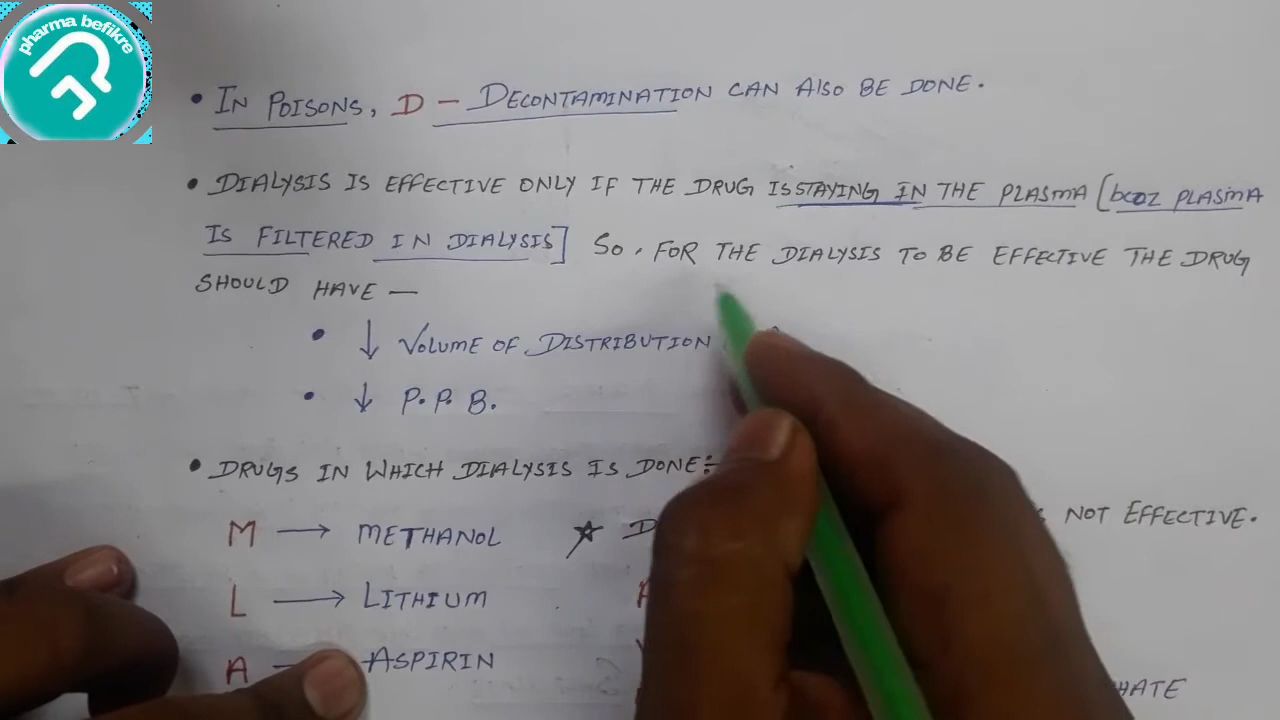 pharma befikre
• In Poisons, D — Decontamination can also be done.
• Dialysis is effective only if the drug is staying in the plasma [bcoz plasma
is filtered in dialysis] So, for the dialysis to be effective the drug
should have —
• ↓ Volume of Distribution
• ↓ P.P.B.
• Drugs in which dialysis is done:-
M → Methanol
L → Lithium
A → Aspirin
not effective.